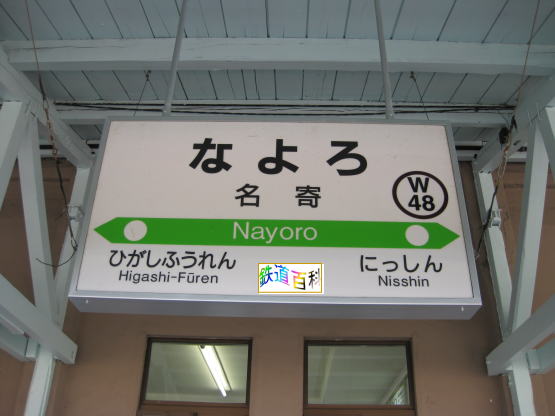 なよろ
名寄
W
48
Nayoro
ひがしふうれん
Higashi-Fūren
にっしん
Nisshin
鉄道百科